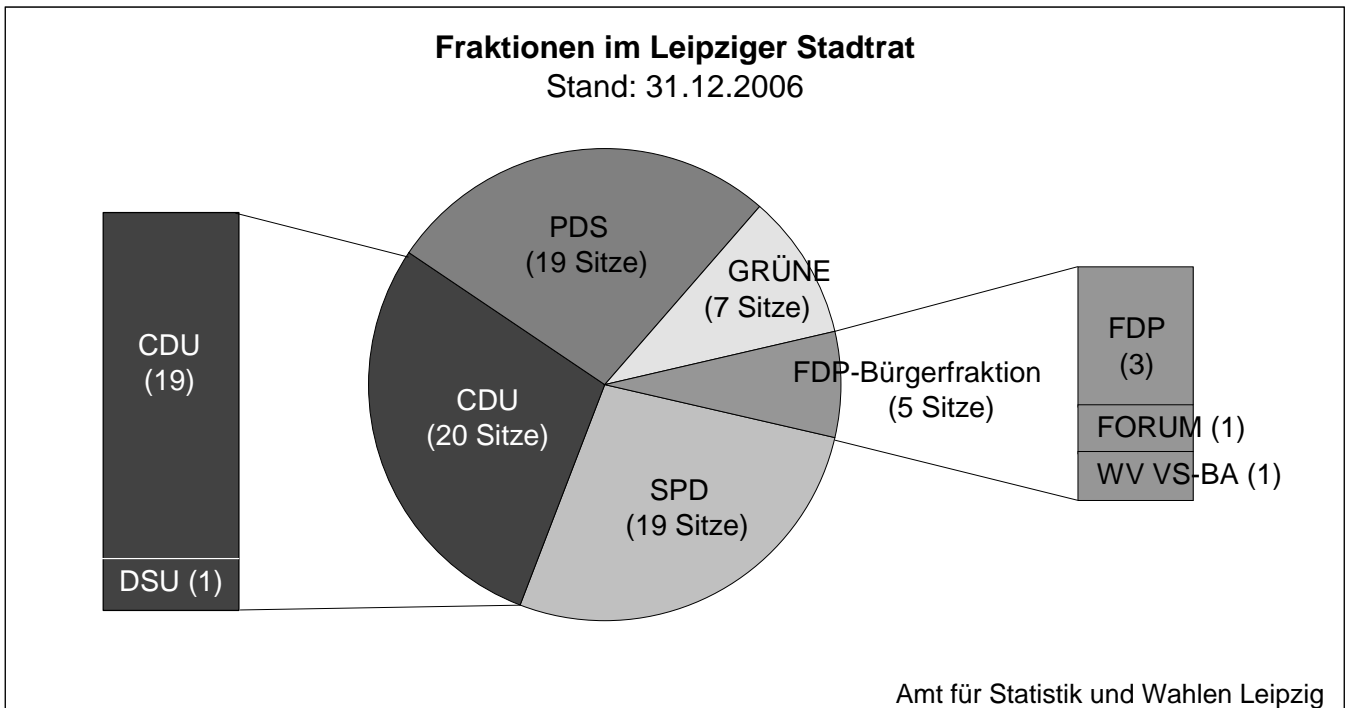 Fraktionen im Leipziger Stadtrat
Stand: 31.12.2006
CDU
(19)
DSU (1)
PDS
(19 Sitze)
GRÜNE
(7 Sitze)
CDU
(20 Sitze)
FDP-Bürgerfraktion
(5 Sitze)
SPD
(19 Sitze)
FDP
(3)
FORUM (1)
WV VS-BA (1)
Amt für Statistik und Wahlen Leipzig